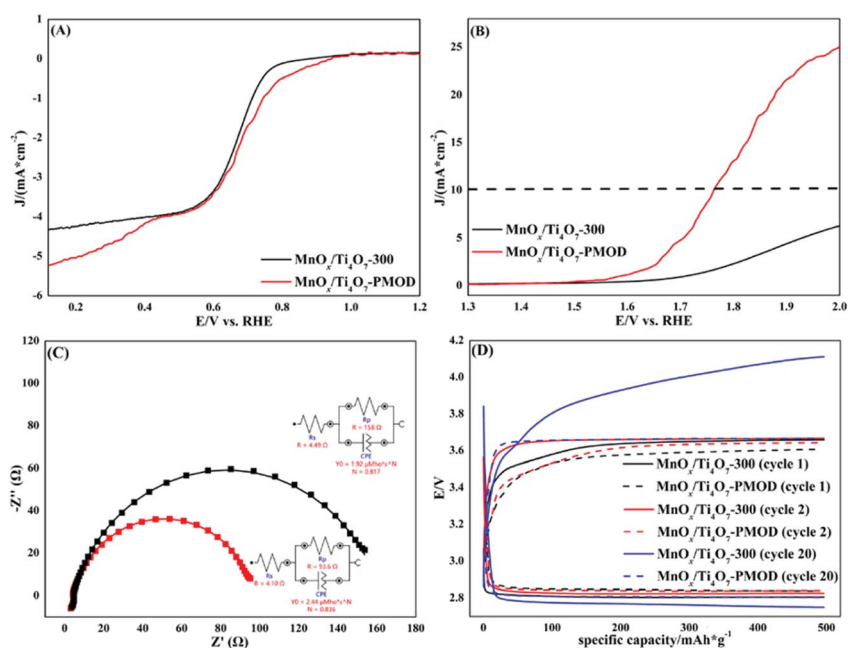 (A)
1
0
-1
-2
-3
-4
-5
-6
J/(mA*cm⁻²)
MnOₓ/Ti₄O₇-300
MnOₓ/Ti₄O₇-PMOD
0.2 0.4 0.6 0.8 1.0 1.2
E/V vs. RHE
(B)
25
20
15
10
5
0
J/(mA*cm⁻²)
MnOₓ/Ti₄O₇-300
MnOₓ/Ti₄O₇-PMOD
1.3 1.4 1.5 1.6 1.7 1.8 1.9 2.0
E/V vs. RHE
(C)
-120
100
80
60
40
20
0
-Z'' (Ω)
Rs
R = 4.49 Ω
Rp
R = 158 Ω
CPE
Y0 = 1.92 µMho*s^N
N = 0.817
Rs
R = 4.10 Ω
Rp
R = 93.6 Ω
CPE
Y0 = 2.44 µMho*s^N
N = 0.836
0 20 40 60 80 100 120 140 160
Z' (Ω)
(D)
4.2
4.0
3.8
3.6
3.4
3.2
3.0
2.8
E/V
MnOₓ/Ti₄O₇-300 (cycle 1)
MnOₓ/Ti₄O₇-PMOD (cycle 1)
MnOₓ/Ti₄O₇-300 (cycle 2)
MnOₓ/Ti₄O₇-PMOD (cycle 2)
MnOₓ/Ti₄O₇-300 (cycle 20)
MnOₓ/Ti₄O₇-PMOD (cycle 20)
0 100 200 300 400 500
specific capacity/mAh*g⁻¹